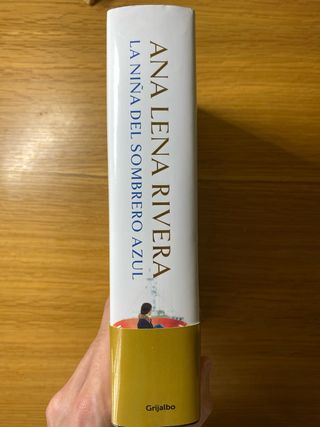 ANA LENA RIVERA
LA NIÑA DEL SOMBRERO AZUL
Grijalbo